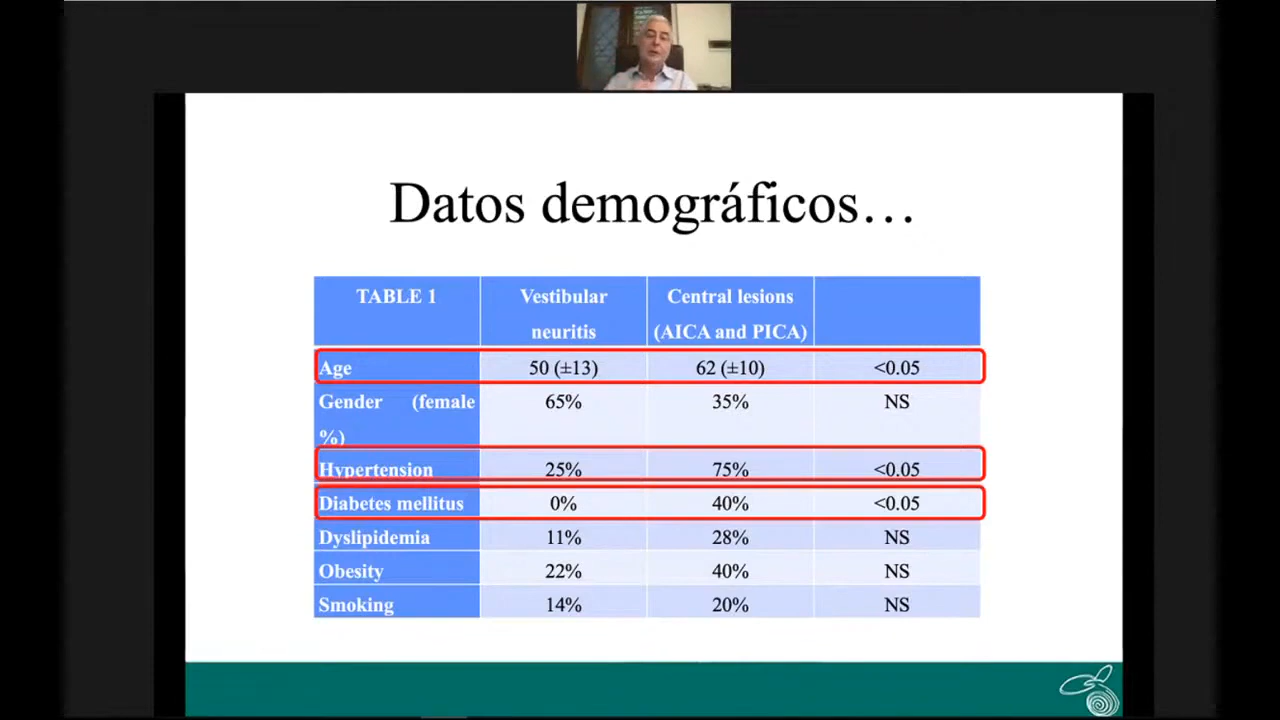 Datos demográficos…
TABLE 1 Vestibular neuritis Central lesions (AICA and PICA)
Age 50 (±13) 62 (±10) <0.05
Gender (female %) 65% 35% NS
Hypertension 25% 75% <0.05
Diabetes mellitus 0% 40% <0.05
Dyslipidemia 11% 28% NS
Obesity 22% 40% NS
Smoking 14% 20% NS